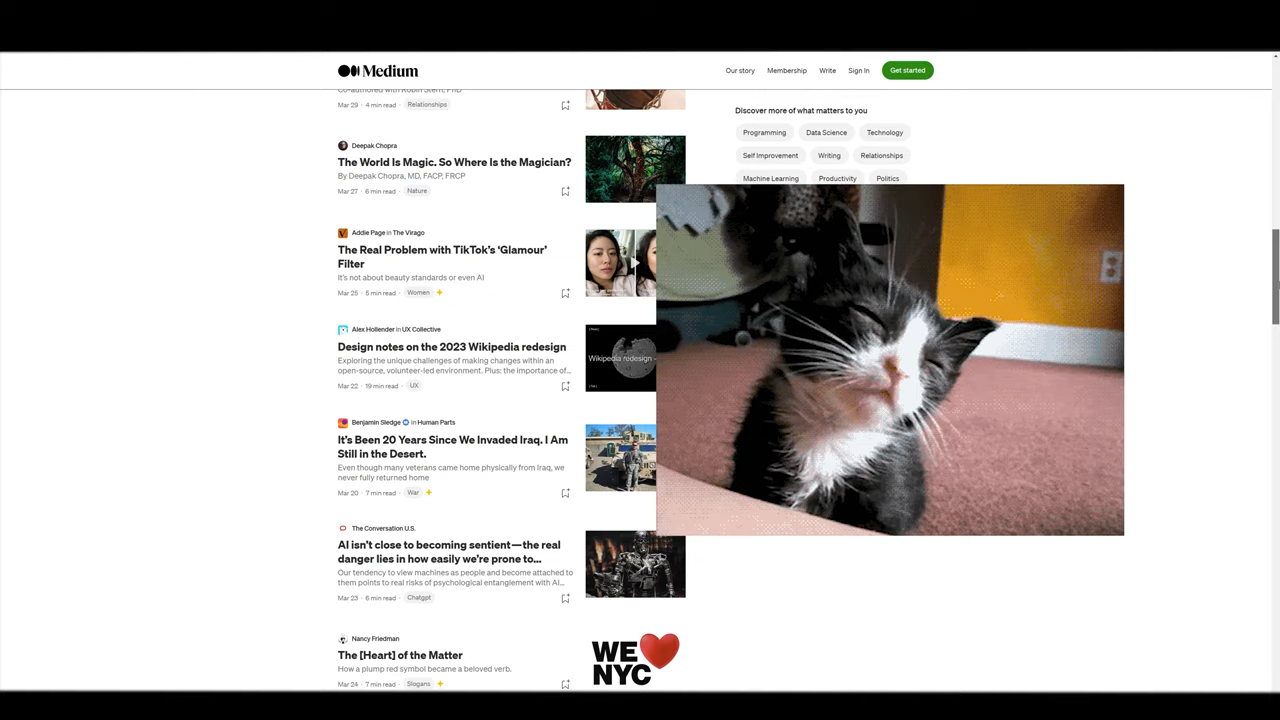 Medium
Our story
Membership
Write
Sign In
Get started
Co-authored with Robin Stern, PhD
Mar 29 · 4 min read · Relationships
Deepak Chopra
The World Is Magic. So Where Is the Magician?
By Deepak Chopra, MD, FACP, FRCP
Mar 27 · 6 min read · Nature
Addie Page in The Virago
The Real Problem with TikTok's ‘Glamour’
Filter
It's not about beauty standards or even AI
Mar 25 · 5 min read · Women
Alex Hollender in UX Collective
Design notes on the 2023 Wikipedia redesign
Exploring the unique challenges of making changes within an
open-source, volunteer-led environment. Plus: the importance of…
Mar 22 · 19 min read · UX
Wikipedia redesign
Benjamin Sledge in Human Parts
It's Been 20 Years Since We Invaded Iraq. I Am
Still in the Desert.
Even though many veterans came home physically from Iraq, we
never fully returned home
Mar 20 · 7 min read · War
The Conversation U.S.
AI isn't close to becoming sentient — the real
danger lies in how easily we're prone to…
Our tendency to view machines as people and become attached to
them points to real risks of psychological entanglement with AI…
Mar 23 · 6 min read · Chatgpt
Nancy Friedman
The [Heart] of the Matter
How a plump red symbol became a beloved verb.
Mar 24 · 7 min read · Slogans
WE
NYC
Discover more of what matters to you
Programming
Data Science
Technology
Self Improvement
Writing
Relationships
Machine Learning
Productivity
Politics